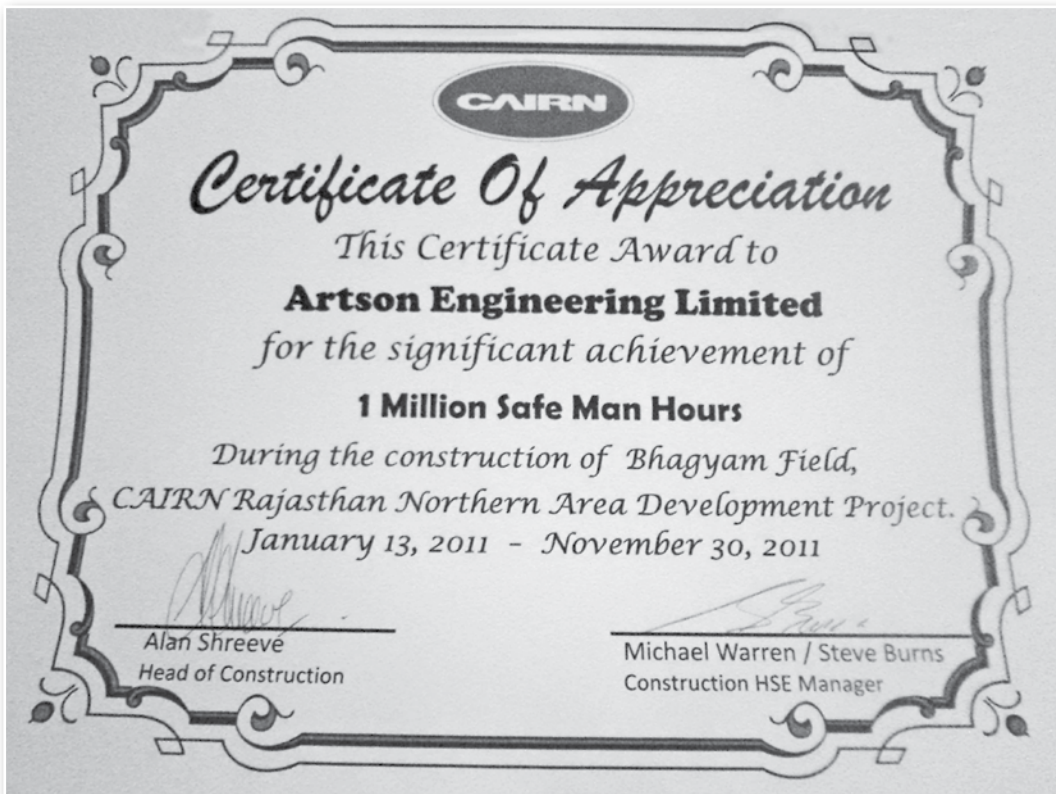 CAIRN
Certificate Of Appreciation
This Certificate Award to
Artson Engineering Limited
for the significant achievement of
1 Million Safe Man Hours
During the construction of Bhagyam Field,
CAIRN Rajasthan Northern Area Development Project.
January 13, 2011 - November 30, 2011
Alan Shreeve
Head of Construction
Michael Warren / Steve Burns
Construction HSE Manager